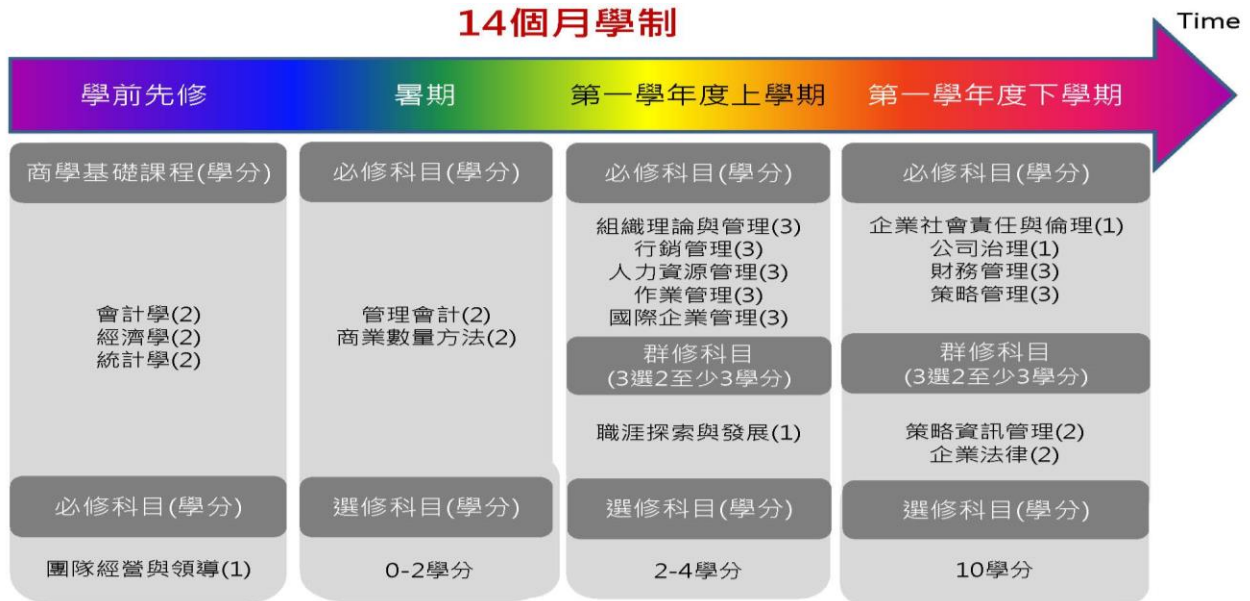 14個月學制
Time
學前先修
暑期
第一學年度上學期
第一學年度下學期
商學基礎課程(學分)
會計學(2)
經濟學(2)
統計學(2)
必修科目(學分)
團隊經營與領導(1)
必修科目(學分)
管理會計(2)
商業數量方法(2)
選修科目(學分)
0-2學分
必修科目(學分)
組織理論與管理(3)
行銷管理(3)
人力資源管理(3)
作業管理(3)
國際企業管理(3)
群修科目
(3選2至少3學分)
職涯探索與發展(1)
選修科目(學分)
2-4學分
必修科目(學分)
企業社會責任與倫理(1)
公司治理(1)
財務管理(3)
策略管理(3)
群修科目
(3選2至少3學分)
策略資訊管理(2)
企業法律(2)
選修科目(學分)
10學分